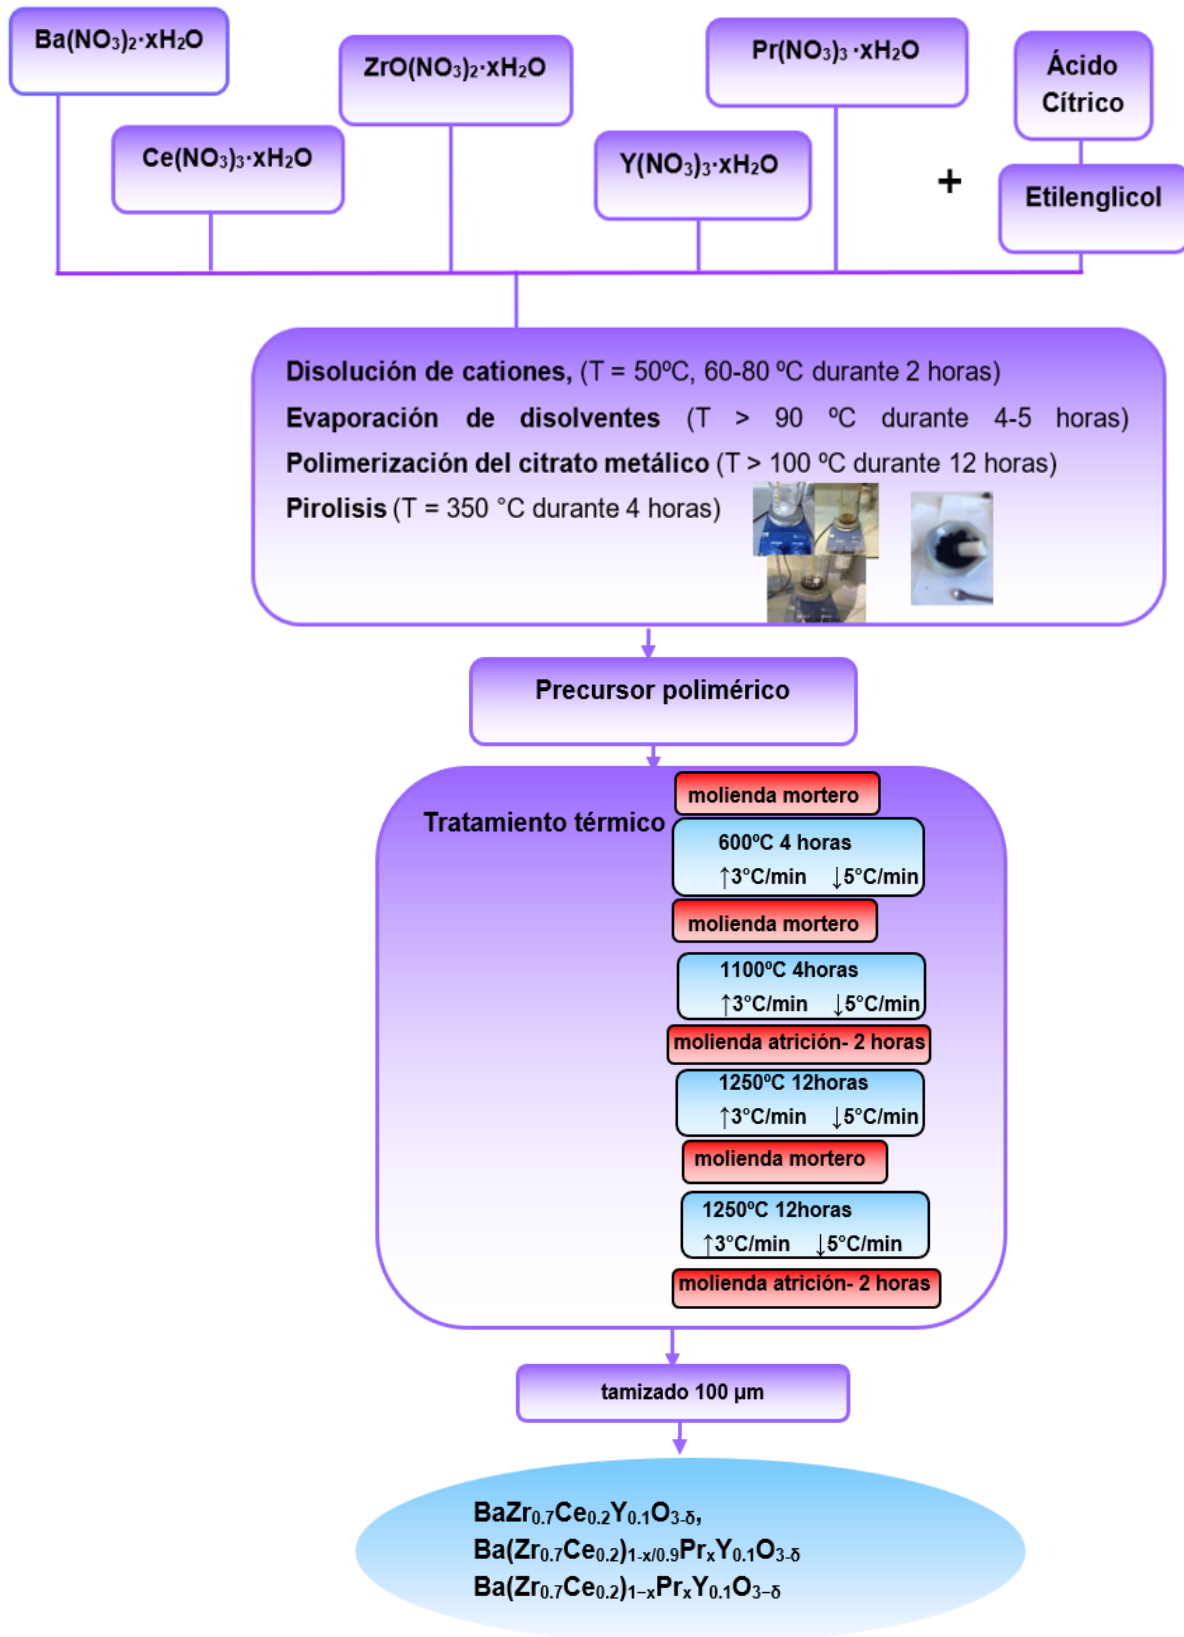 Ba(NO₃)₂·xH₂O
ZrO(NO₃)₂·xH₂O
Pr(NO₃)₃ ·xH₂O
Ácido
Cítrico
Ce(NO₃)₃·xH₂O
Y(NO₃)₃·xH₂O
+
Etilenglicol
Disolución de cationes, (T = 50ºC, 60-80 ºC durante 2 horas)
Evaporación de disolventes (T > 90 ºC durante 4-5 horas)
Polimerización del citrato metálico (T > 100 ºC durante 12 horas)
Pirolisis (T = 350 °C durante 4 horas)
Precursor polimérico
Tratamiento térmico
molienda mortero
600ºC 4 horas
↑3°C/min ↓5°C/min
molienda mortero
1100ºC 4horas
↑3°C/min ↓5°C/min
molienda atrición- 2 horas
1250ºC 12horas
↑3°C/min ↓5°C/min
molienda mortero
1250ºC 12horas
↑3°C/min ↓5°C/min
molienda atrición- 2 horas
tamizado 100 µm
BaZr₀.₇Ce₀.₂Y₀.₁O₃₋δ,
Ba(Zr₀.₇Ce₀.₂)₁₋ₓ/₀.₉PrₓY₀.₁O₃₋δ
Ba(Zr₀.₇Ce₀.₂)₁₋ₓPrₓY₀.₁O₃₋δ